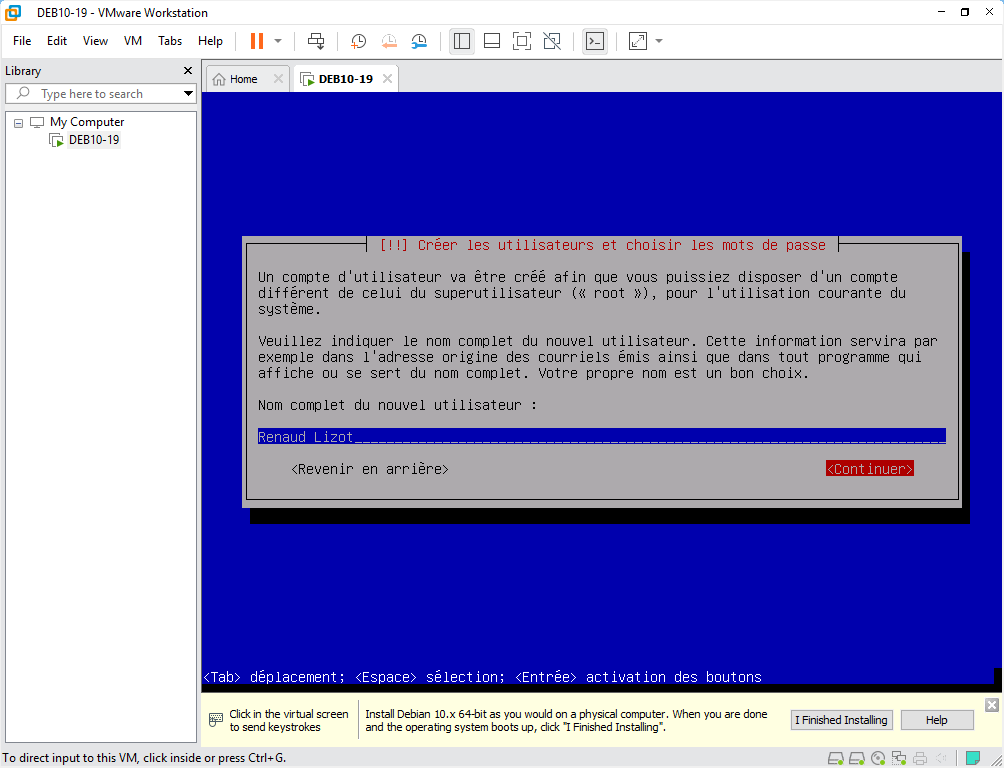 DEB10-19 - VMware Workstation
File Edit View VM Tabs Help
Library
Type here to search
My Computer
DEB10-19
Home
DEB10-19
[!!] Créer les utilisateurs et choisir les mots de passe
Un compte d'utilisateur va être créé afin que vous puissiez disposer d'un compte
différent de celui du superutilisateur (« root »), pour l'utilisation courante du
système.
Veuillez indiquer le nom complet du nouvel utilisateur. Cette information servira par
exemple dans l'adresse origine des courriels émis ainsi que dans tout programme qui
affiche ou se sert du nom complet. Votre propre nom est un bon choix.
Nom complet du nouvel utilisateur :
Renaud Lizot
<Revenir en arrière> <Continuer>
<Tab> déplacement; <Espace> sélection; <Entrée> activation des boutons
Click in the virtual screen
to send keystrokes
Install Debian 10.x 64-bit as you would on a physical computer. When you are done
and the operating system boots up, click "I Finished Installing".
I Finished Installing
Help
To direct input to this VM, click inside or press Ctrl+G.